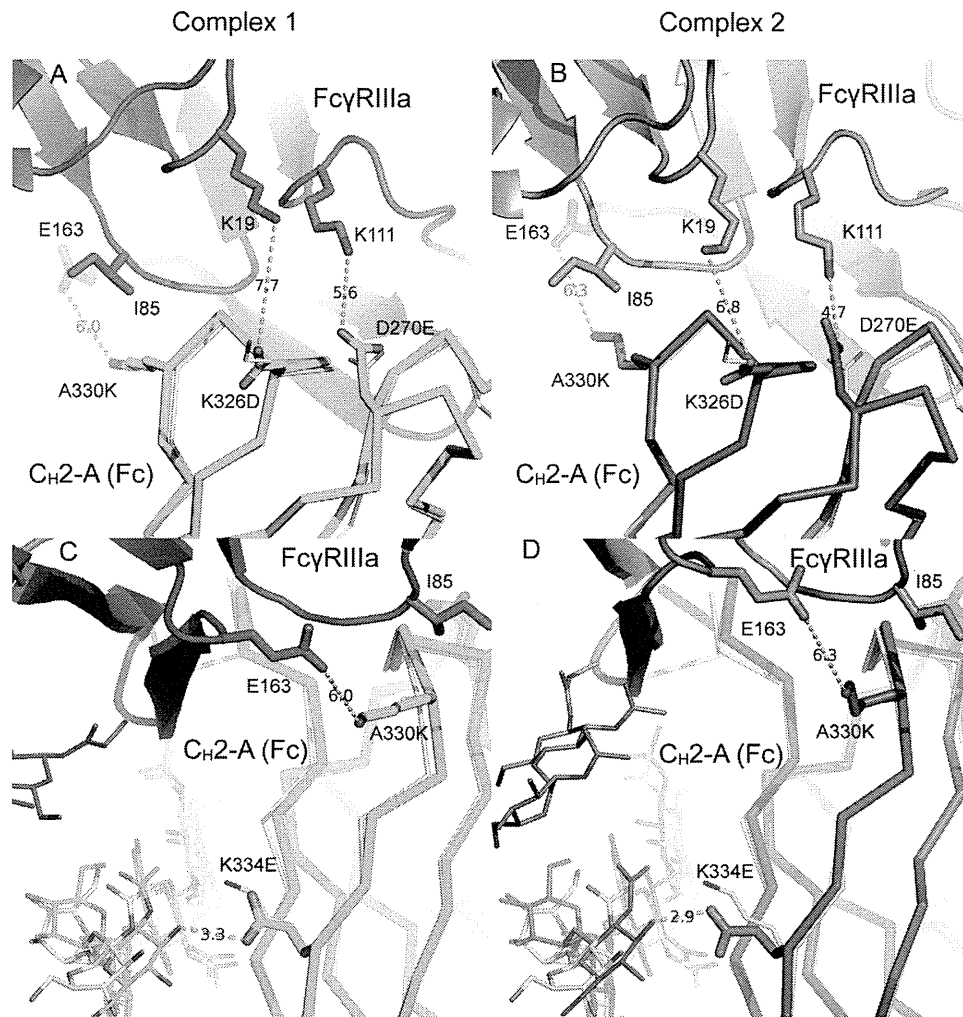 Complex 1
Complex 2
A
FcγRIIIa
K19
K111
E163
7.7
5.6
I85
6.0
D270E
A330K
K326D
CH2-A (Fc)
B
FcγRIIIa
K19
K111
E163
6.3
I85
6.8
4.7
D270E
A330K
K326D
CH2-A (Fc)
C
FcγRIIIa
I85
E163
6.0
A330K
CH2-A (Fc)
K334E
3.3
D
FcγRIIIa
I85
E163
6.3
A330K
CH2-A (Fc)
K334E
2.9